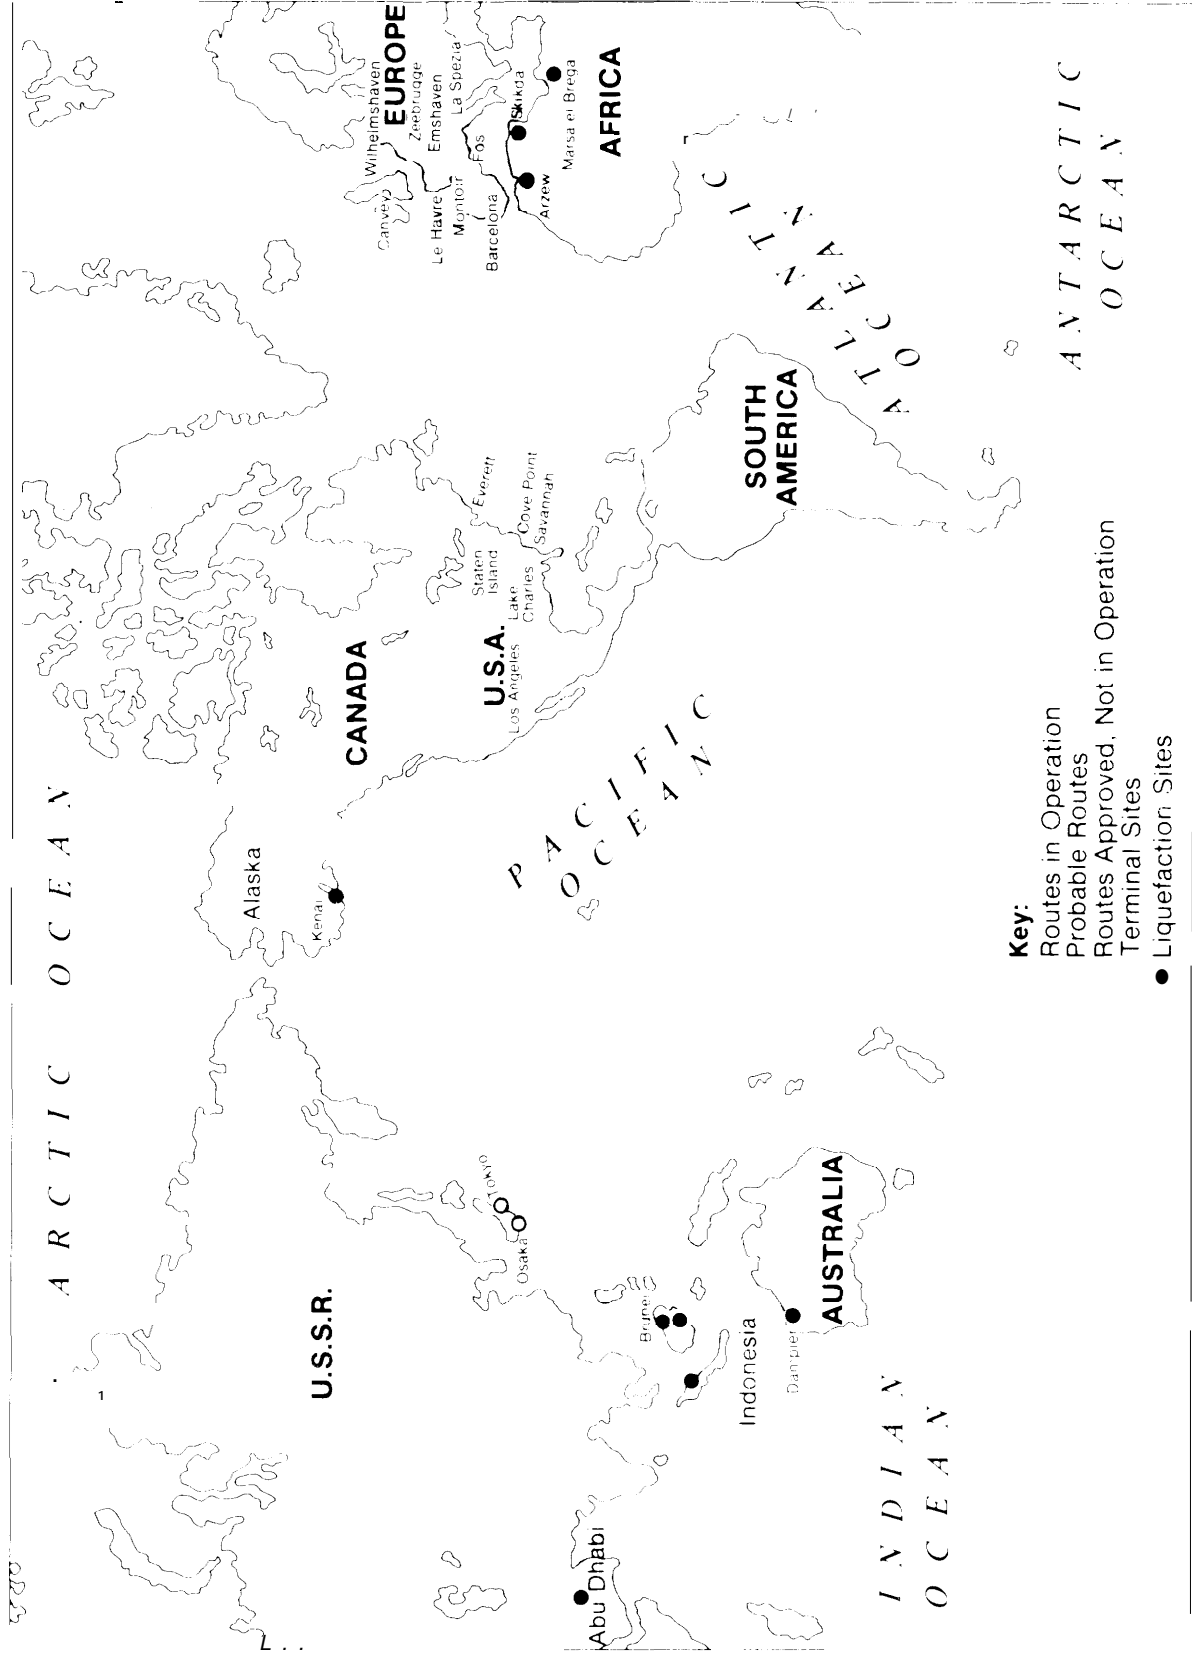 ARCTIC OCEAN
U.S.S.R.
Alaska
Kenai
CANADA
U.S.A.
Los Angeles
Lake
Charles
Staten
Island
Everett
Cove Point
Savannah
EUROPE
Canvey
Wilhelmshaven
Zeebrugge
Emshaven
La Spezia
Le Havre
Montoir
Fos
Barcelona
Skikda
Arzew
Marsa el Brega
AFRICA
Tokyo
Osaka
PACIFIC
OCEAN
ATLANTIC
OCEAN
SOUTH
AMERICA
Brunei
Indonesia
Dampier
AUSTRALIA
Abu Dhabi
INDIAN
OCEAN
ANTARCTIC
OCEAN
Key:
Routes in Operation
Probable Routes
Routes Approved, Not in Operation
Terminal Sites
Liquefaction Sites